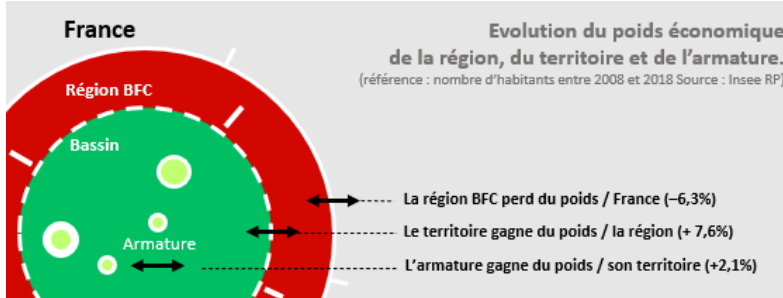 France
Evolution du poids économique
de la région, du territoire et de l'armature.
(référence : nombre d'habitants entre 2008 et 2018 Source : Insee RP)
Région BFC
Bassin
Armature
La région BFC perd du poids / France (–6,3%)
Le territoire gagne du poids / la région (+ 7,6%)
L'armature gagne du poids / son territoire (+2,1%)